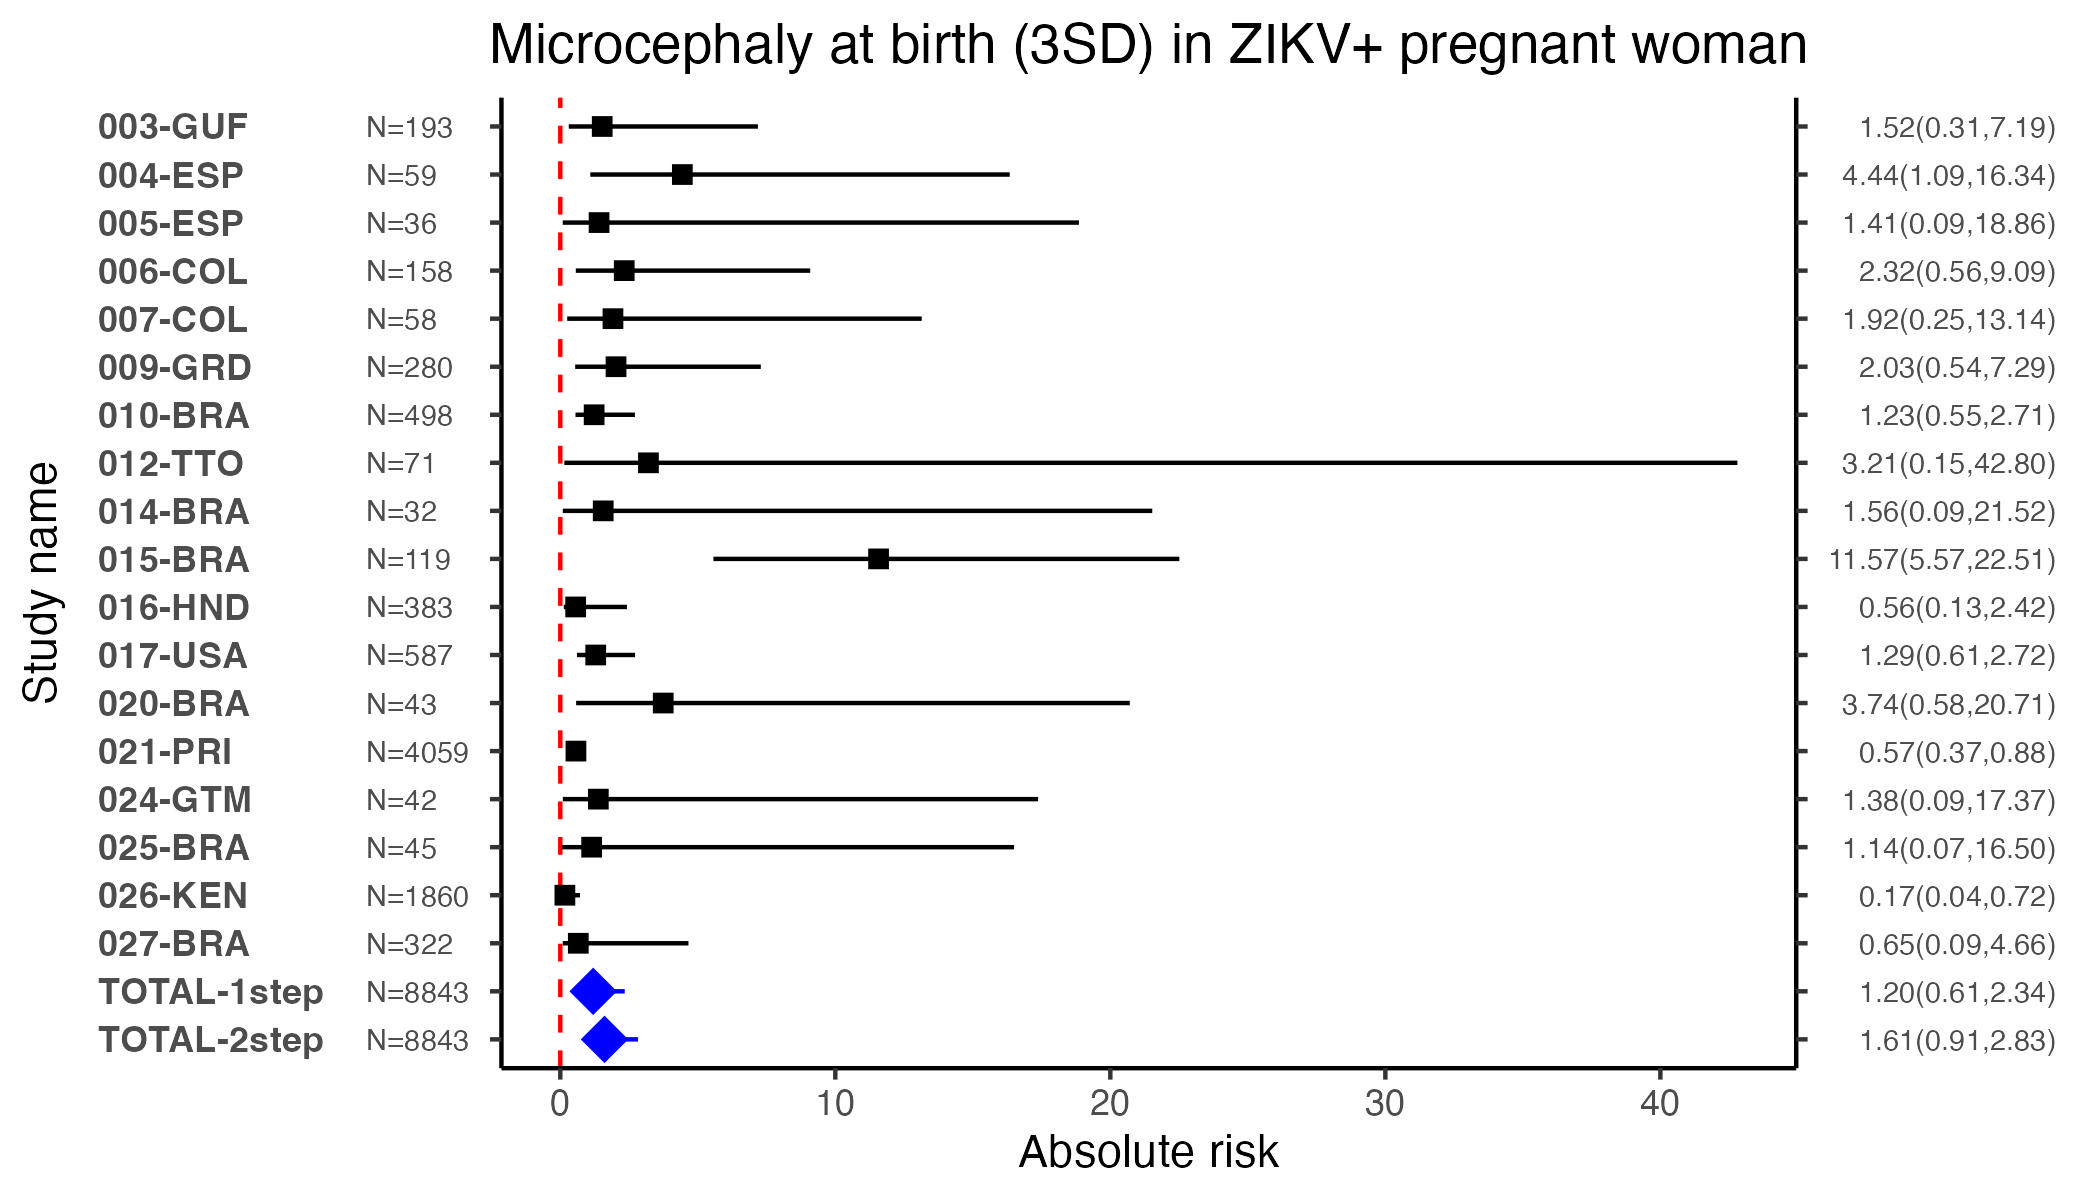 Microcephaly at birth (3SD) in ZIKV+ pregnant woman
Study name
003-GUF N=193 1.52(0.31,7.19)
004-ESP N=59 4.44(1.09,16.34)
005-ESP N=36 1.41(0.09,18.86)
006-COL N=158 2.32(0.56,9.09)
007-COL N=58 1.92(0.25,13.14)
009-GRD N=280 2.03(0.54,7.29)
010-BRA N=498 1.23(0.55,2.71)
012-TTO N=71 3.21(0.15,42.80)
014-BRA N=32 1.56(0.09,21.52)
015-BRA N=119 11.57(5.57,22.51)
016-HND N=383 0.56(0.13,2.42)
017-USA N=587 1.29(0.61,2.72)
020-BRA N=43 3.74(0.58,20.71)
021-PRI N=4059 0.57(0.37,0.88)
024-GTM N=42 1.38(0.09,17.37)
025-BRA N=45 1.14(0.07,16.50)
026-KEN N=1860 0.17(0.04,0.72)
027-BRA N=322 0.65(0.09,4.66)
TOTAL-1step N=8843 1.20(0.61,2.34)
TOTAL-2step N=8843 1.61(0.91,2.83)
0 10 20 30 40
Absolute risk